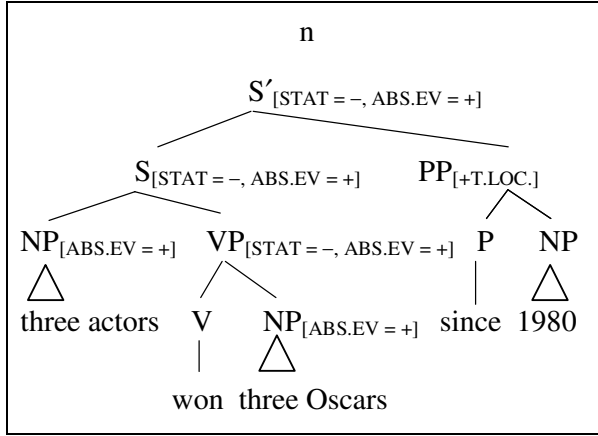 n
S′[STAT = −, ABS.EV = +]
S[STAT = −, ABS.EV = +] PP[+T.LOC.]
NP[ABS.EV = +] VP[STAT = −, ABS.EV = +] P NP
three actors V NP[ABS.EV = +] since 1980
won three Oscars